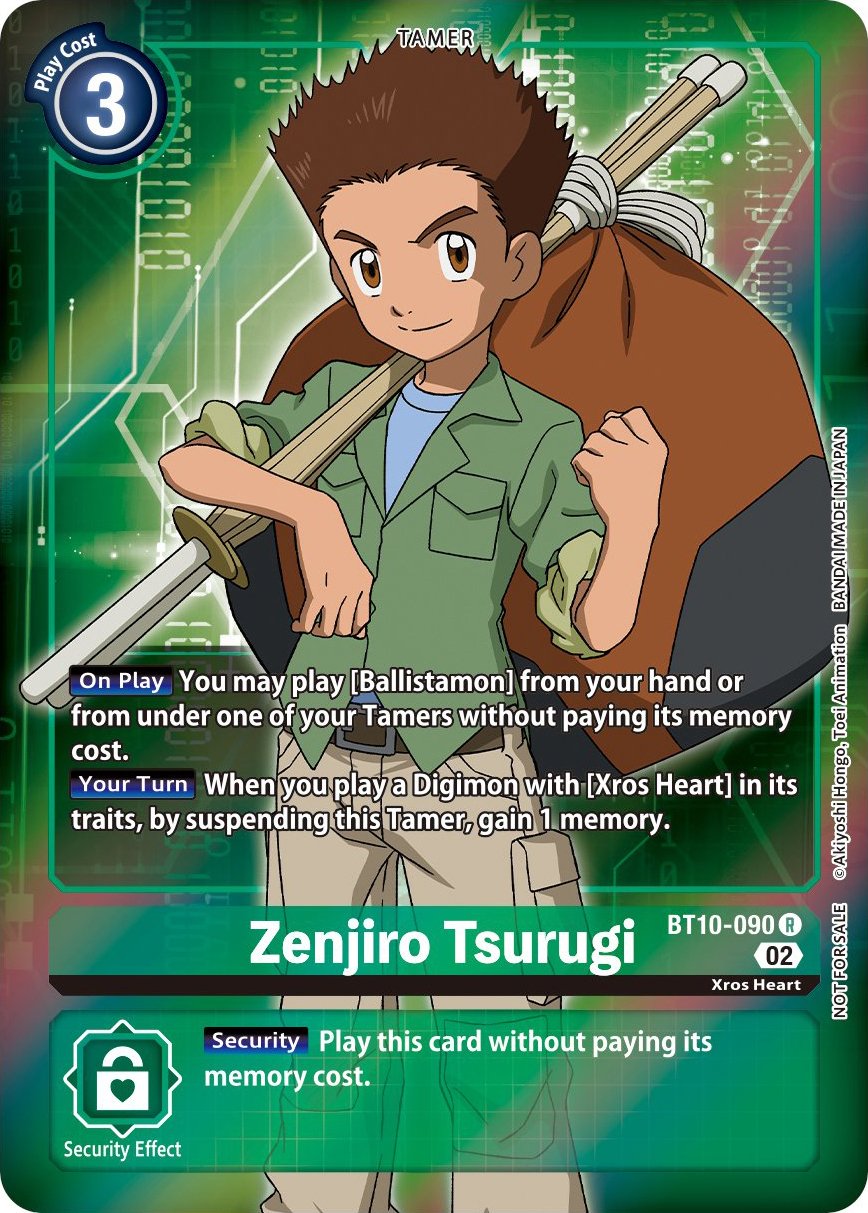 TAMER
Play Cost
3
On Play You may play [Ballistamon] from your hand or
from under one of your Tamers without paying its memory
cost.
Your Turn When you play a Digimon with [Xros Heart] in its
traits, by suspending this Tamer, gain 1 memory.
©Akiyoshi Hongo, Toei Animation BANDAI MADE IN JAPAN
NOT FOR SALE
Zenjiro Tsurugi
BT10-090 R
02
Xros Heart
Security Play this card without paying its
memory cost.
Security Effect